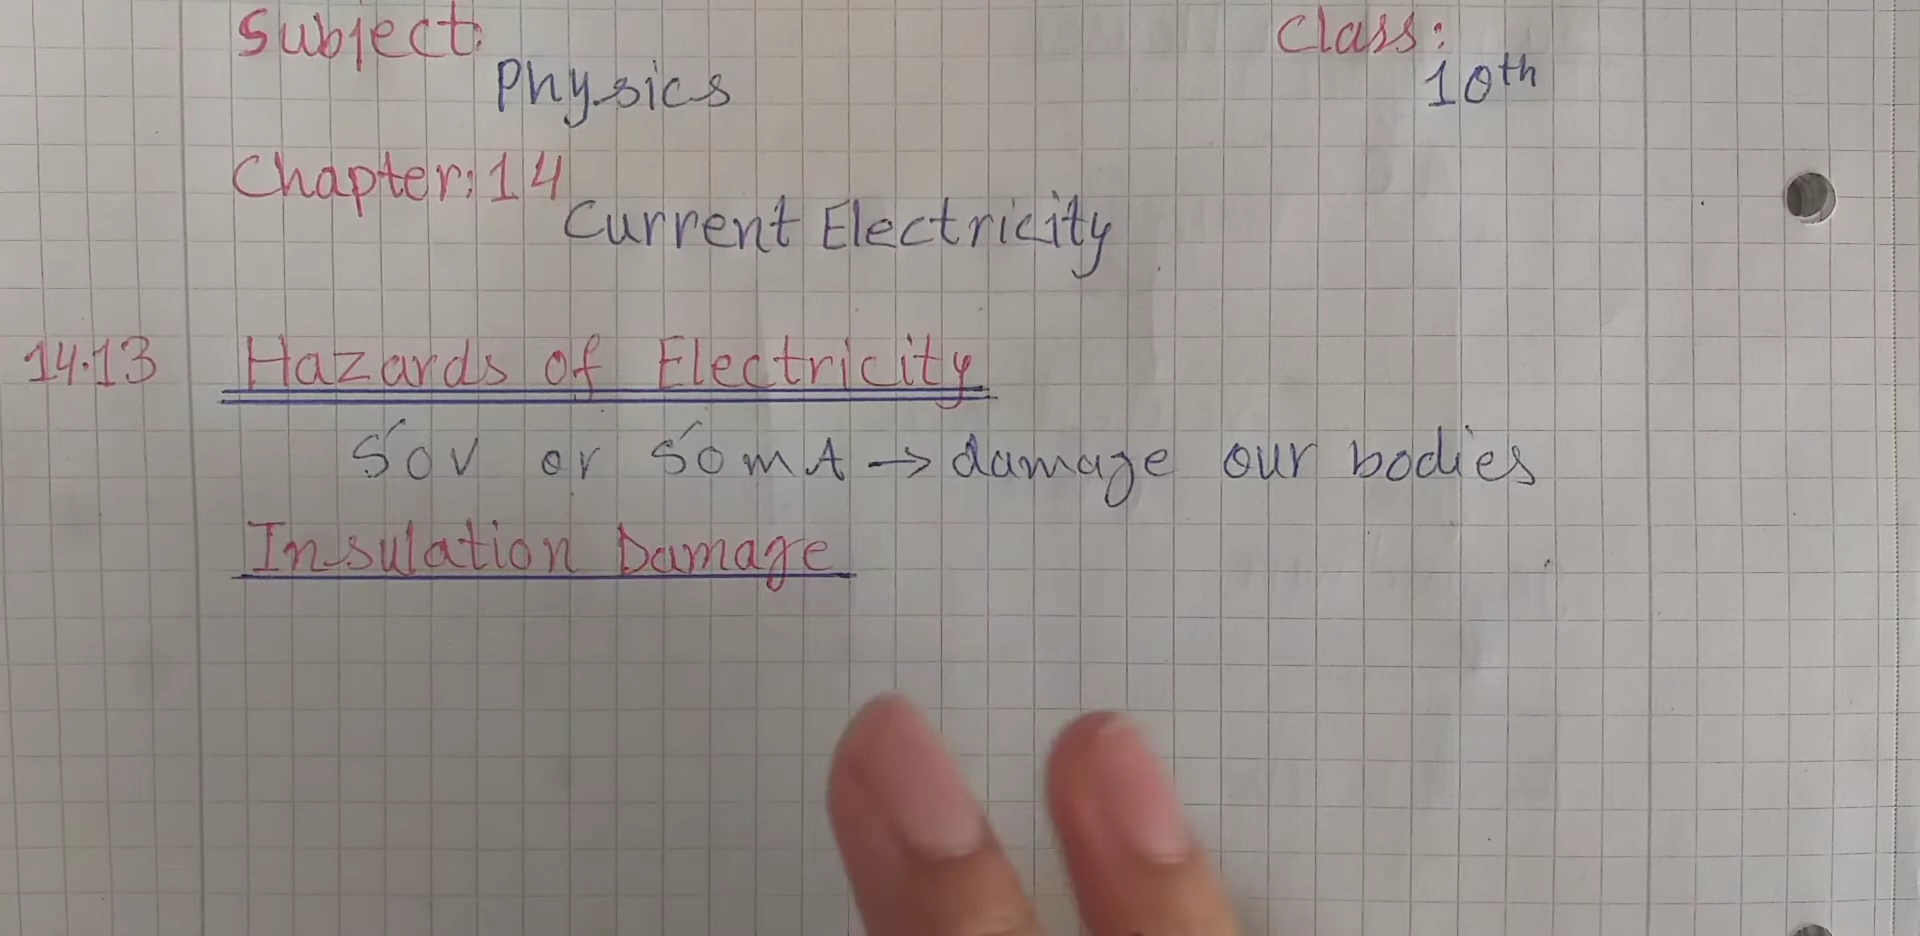 Subject: Class:
Physics 10th
Chapter: 14
Current Electricity
14.13 Hazards of Electricity
50V or 50mA → damage our bodies
Insulation Damage